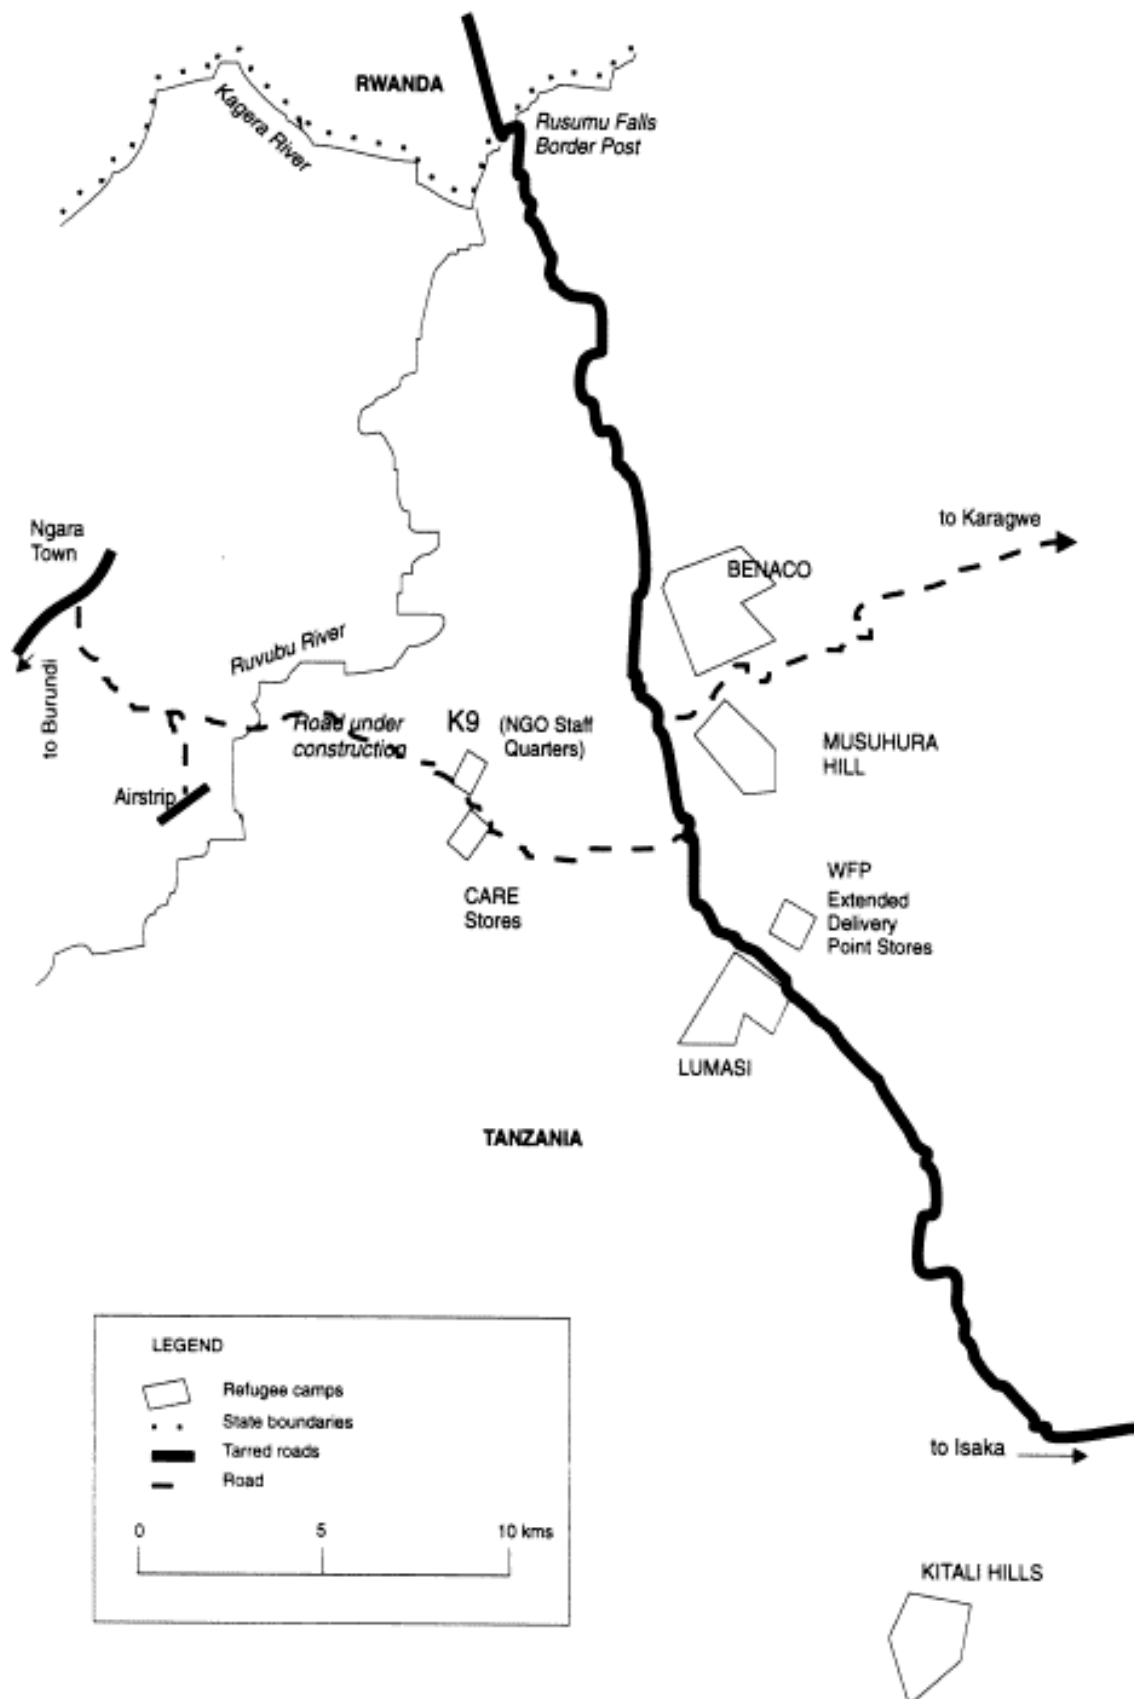 RWANDA
Kagera River
Rusumu Falls
Border Post
Ngara
Town
to Karagwe
BENACO
Ruvubu River
to Burundi
Road under
construction
K9 (NGO Staff
Quarters)
MUSUHURA
HILL
Airstrip
CARE
Stores
WFP
Extended
Delivery
Point Stores
LUMASI
TANZANIA
LEGEND
Refugee camps
State boundaries
Tarred roads
Road
0 5 10 kms
to Isaka
KITALI HILLS